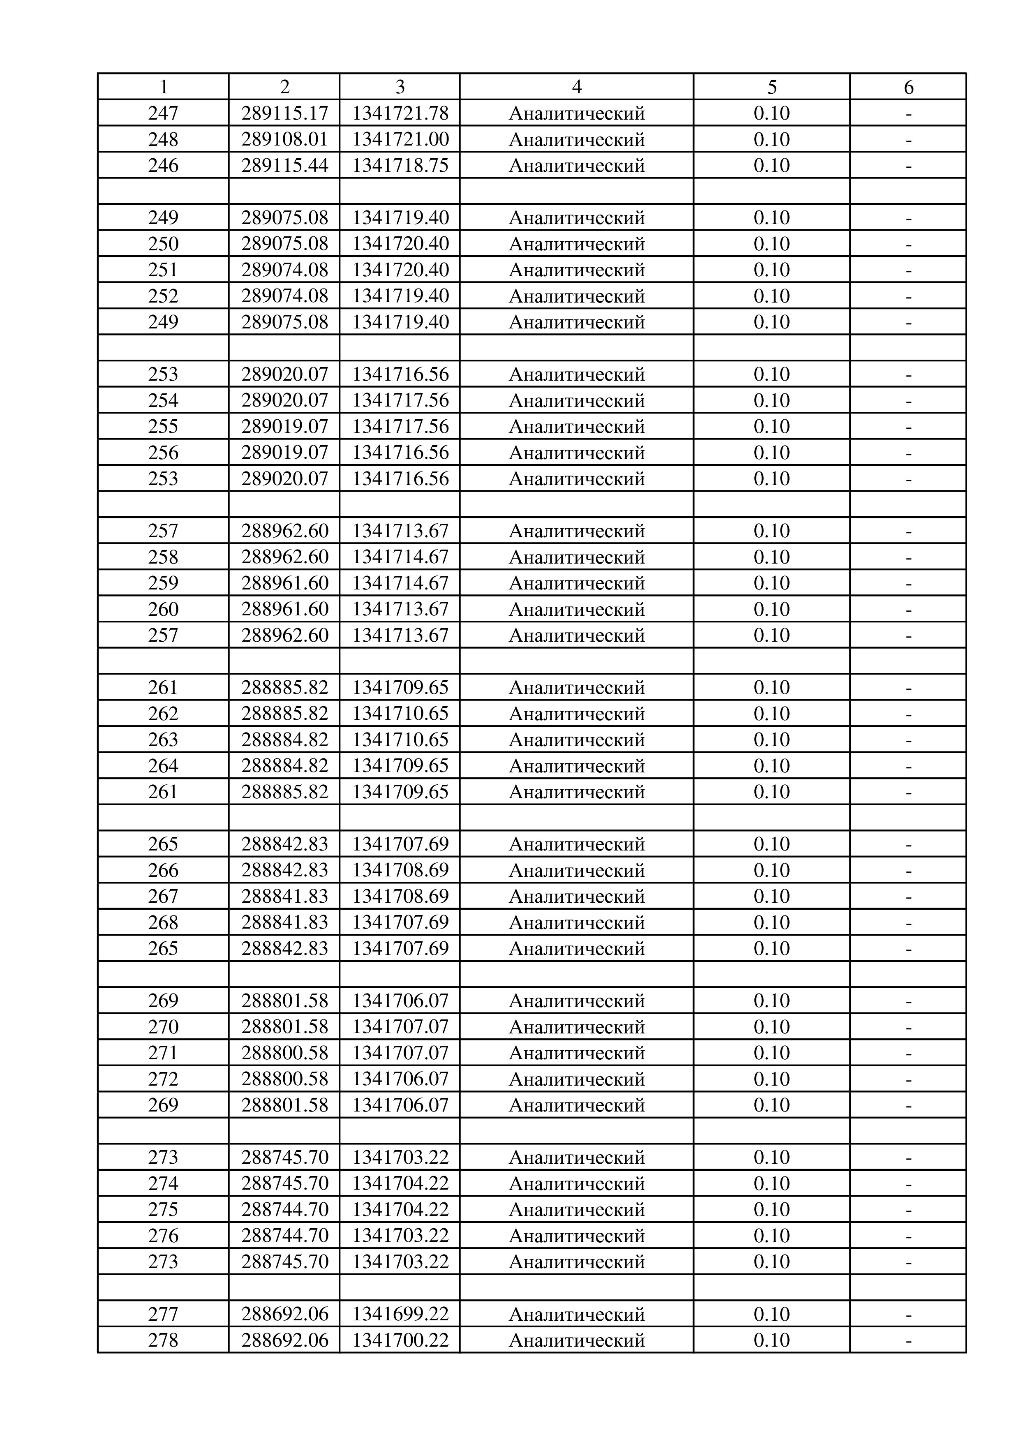 1 2 3 4 5 6
247 289115.17 1341721.78 Аналитический 0.10 -
248 289108.01 1341721.00 Аналитический 0.10 -
246 289115.44 1341718.75 Аналитический 0.10 -
249 289075.08 1341719.40 Аналитический 0.10 -
250 289075.08 1341720.40 Аналитический 0.10 -
251 289074.08 1341720.40 Аналитический 0.10 -
252 289074.08 1341719.40 Аналитический 0.10 -
249 289075.08 1341719.40 Аналитический 0.10 -
253 289020.07 1341716.56 Аналитический 0.10 -
254 289020.07 1341717.56 Аналитический 0.10 -
255 289019.07 1341717.56 Аналитический 0.10 -
256 289019.07 1341716.56 Аналитический 0.10 -
253 289020.07 1341716.56 Аналитический 0.10 -
257 288962.60 1341713.67 Аналитический 0.10 -
258 288962.60 1341714.67 Аналитический 0.10 -
259 288961.60 1341714.67 Аналитический 0.10 -
260 288961.60 1341713.67 Аналитический 0.10 -
257 288962.60 1341713.67 Аналитический 0.10 -
261 288885.82 1341709.65 Аналитический 0.10 -
262 288885.82 1341710.65 Аналитический 0.10 -
263 288884.82 1341710.65 Аналитический 0.10 -
264 288884.82 1341709.65 Аналитический 0.10 -
261 288885.82 1341709.65 Аналитический 0.10 -
265 288842.83 1341707.69 Аналитический 0.10 -
266 288842.83 1341708.69 Аналитический 0.10 -
267 288841.83 1341708.69 Аналитический 0.10 -
268 288841.83 1341707.69 Аналитический 0.10 -
265 288842.83 1341707.69 Аналитический 0.10 -
269 288801.58 1341706.07 Аналитический 0.10 -
270 288801.58 1341707.07 Аналитический 0.10 -
271 288800.58 1341707.07 Аналитический 0.10 -
272 288800.58 1341706.07 Аналитический 0.10 -
269 288801.58 1341706.07 Аналитический 0.10 -
273 288745.70 1341703.22 Аналитический 0.10 -
274 288745.70 1341704.22 Аналитический 0.10 -
275 288744.70 1341704.22 Аналитический 0.10 -
276 288744.70 1341703.22 Аналитический 0.10 -
273 288745.70 1341703.22 Аналитический 0.10 -
277 288692.06 1341699.22 Аналитический 0.10 -
278 288692.06 1341700.22 Аналитический 0.10 -